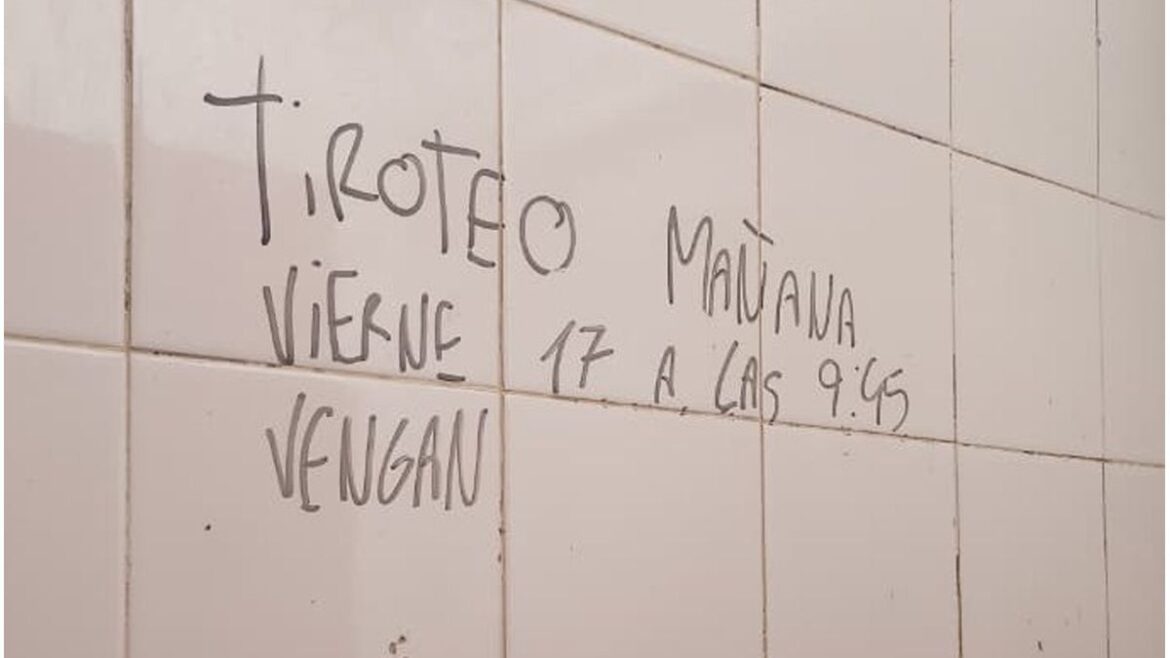 TiROTEO MAÑANA
ViERNE 17 A LAS 9:45
VENGAN